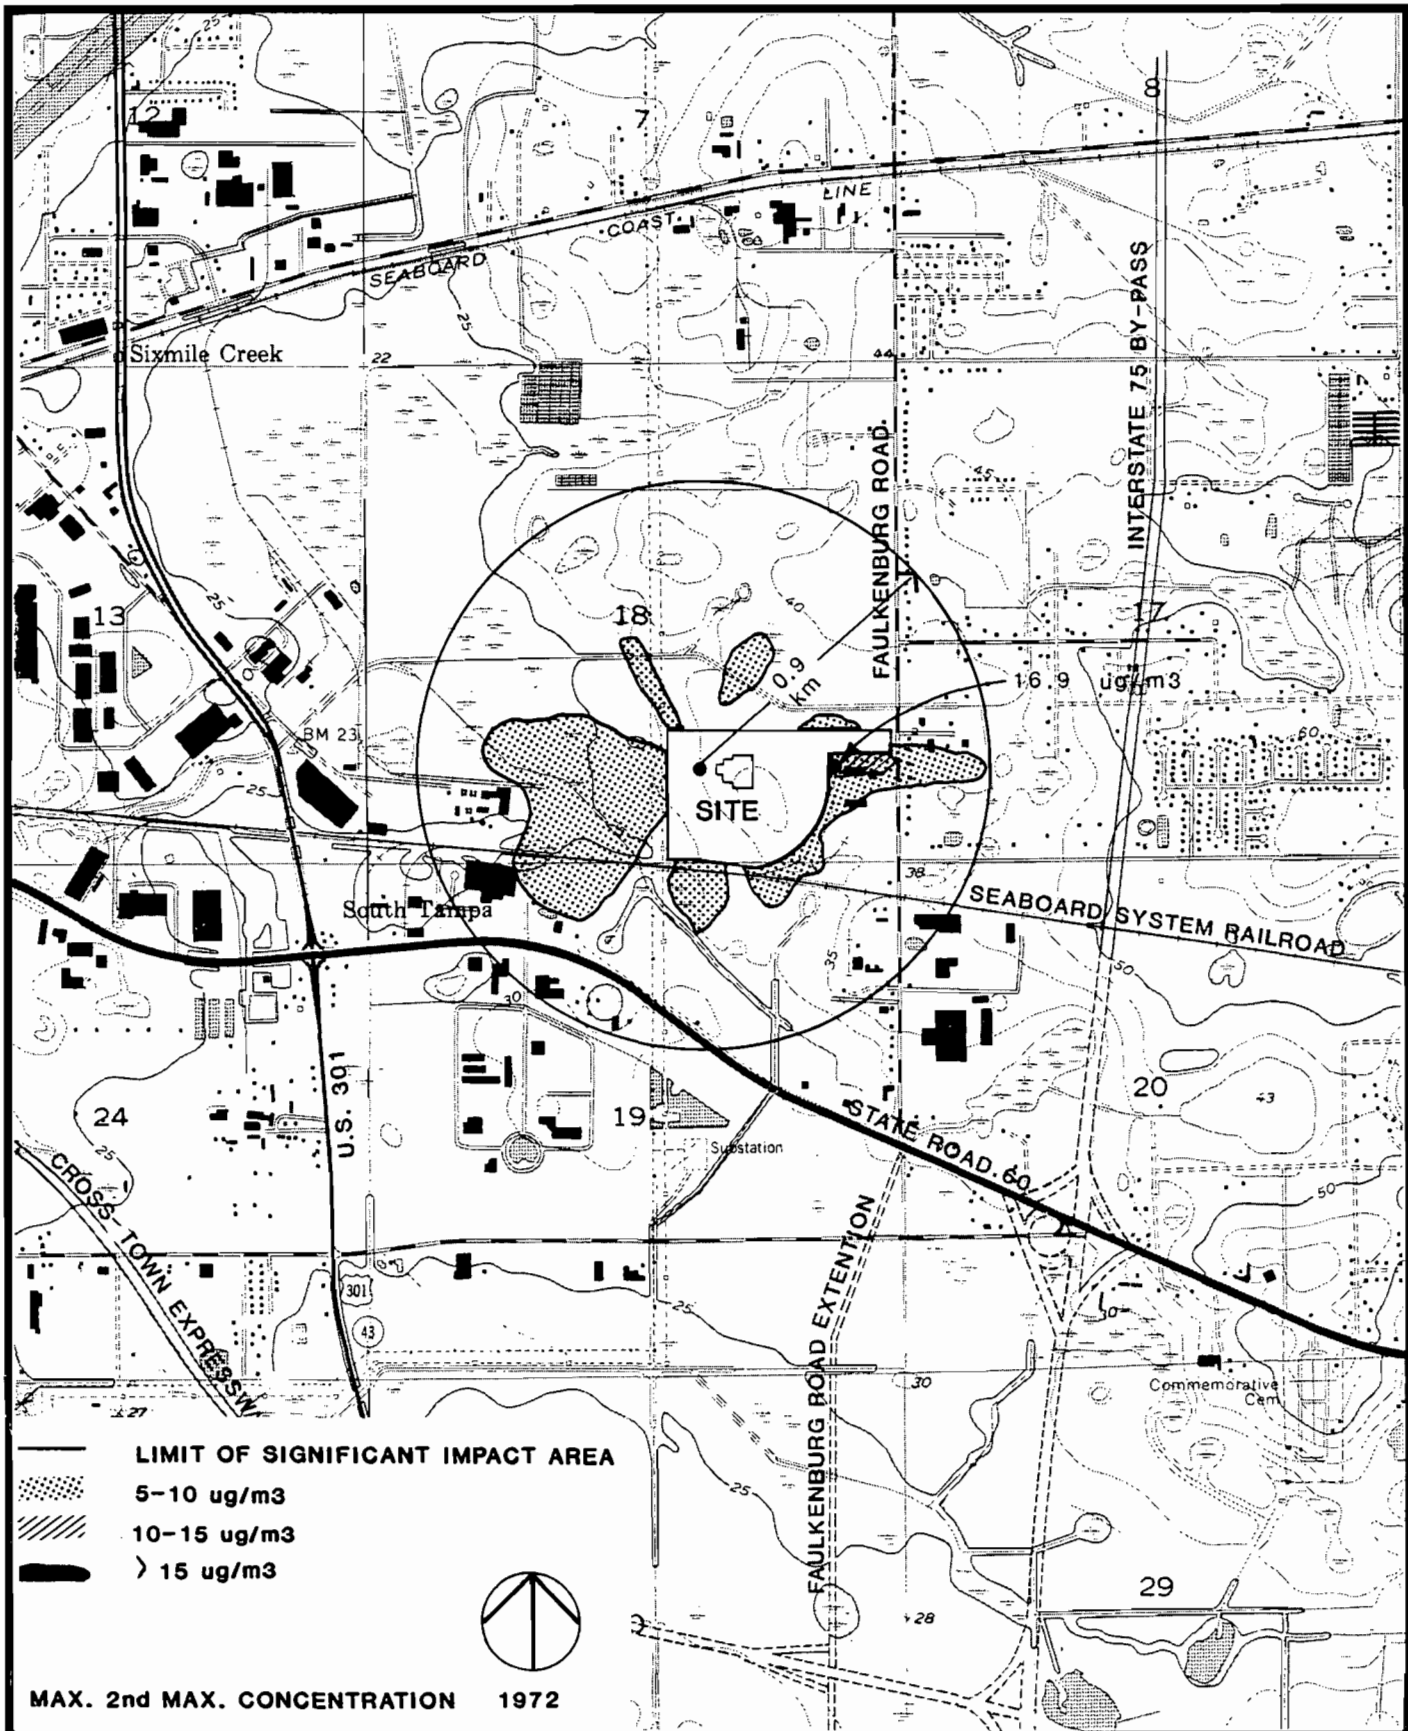 25
12
7
8
LINE
COAST
SEABOARD
INTERSTATE 75 BY-PASS
25
Sixmile Creek
22
44
FAULKENBURG ROAD.
45
25
40
13
18
17
0.9
km
16.9 ug/m3
BM 23
60
25
SITE
38
South Tampa
SEABOARD SYSTEM RAILROAD
35
50
30
U.S. 301
24
19
20
43
25
Substation
STATE ROAD. 60
CROSS-TOWN EXPRESSW
50
FAULKENBURG ROAD EXTENTION
301
25
43
30
Commemorative
Cem
27
LIMIT OF SIGNIFICANT IMPACT AREA
5-10 ug/m3
25
10-15 ug/m3
> 15 ug/m3
29
28
MAX. 2nd MAX. CONCENTRATION 1972